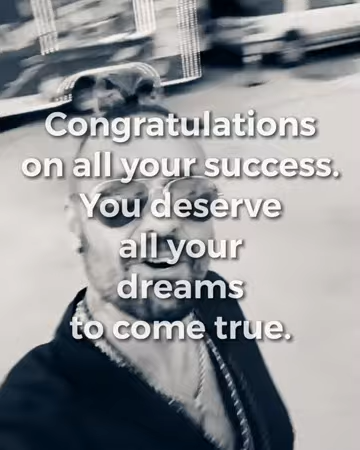 Congratulations
on all your success.
You deserve
all your
dreams
to come true.